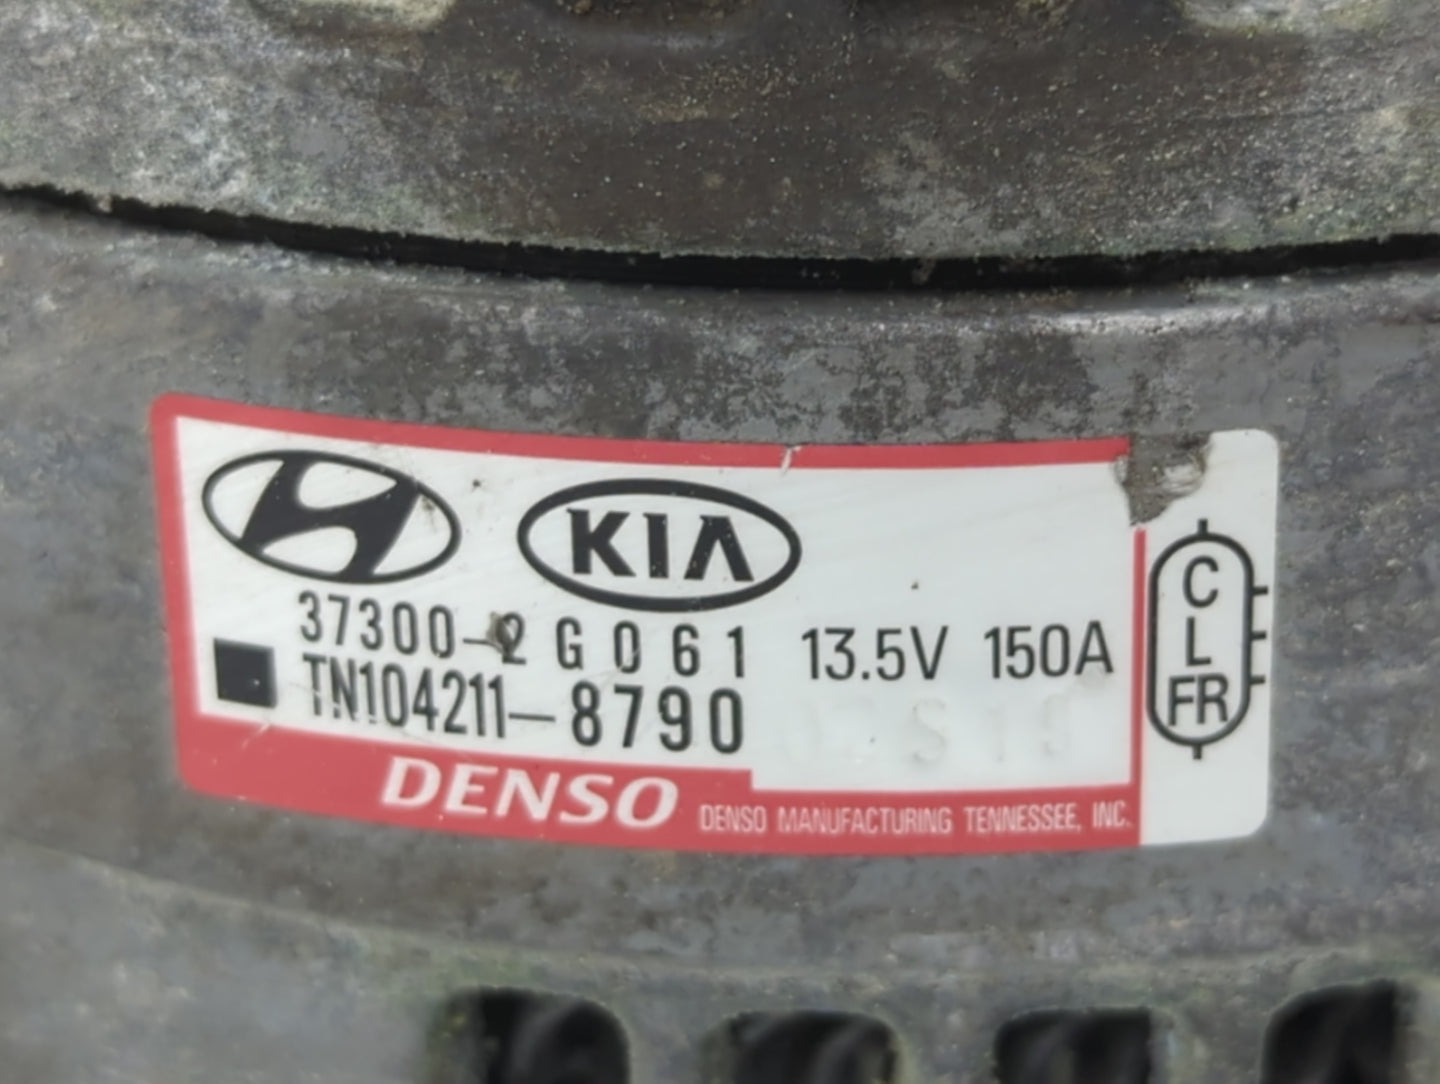 KIA
37300-2G061 13.5V 150A
TN104211-8790
DENSO DENSO MANUFACTURING TENNESSEE, INC.
C
L
FR